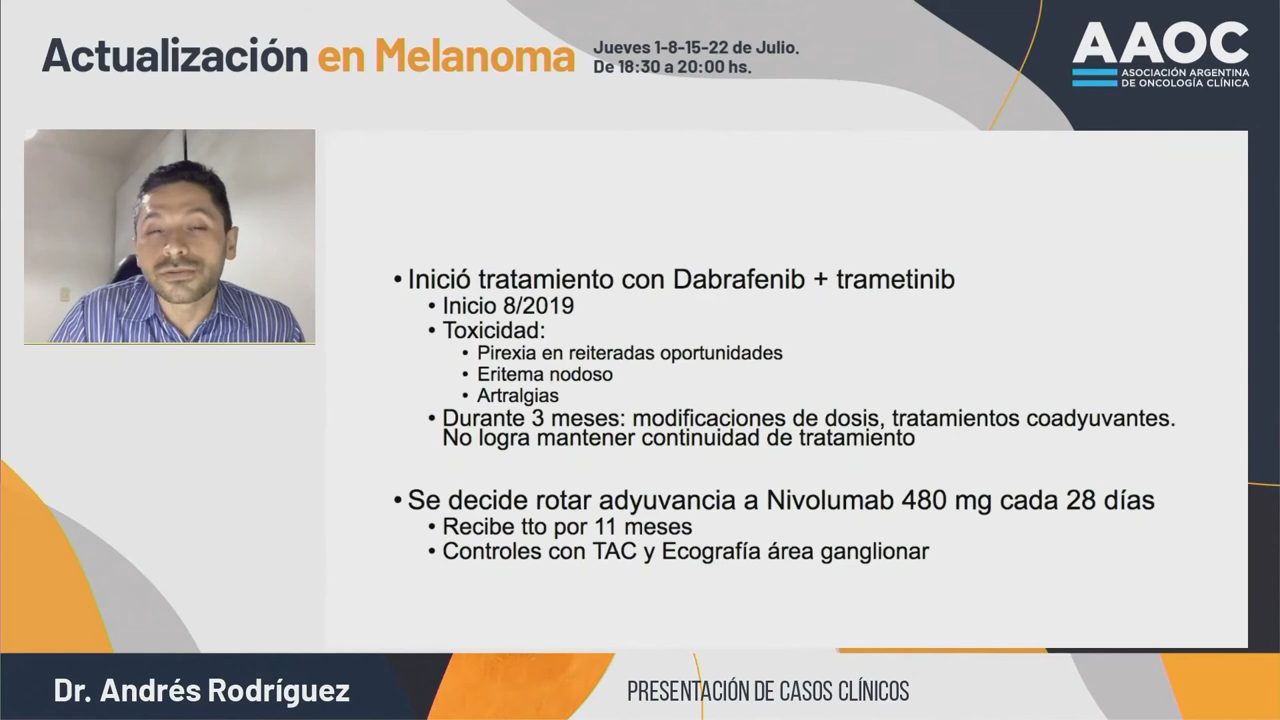 Actualización en Melanoma
Jueves 1-8-15-22 de Julio.
De 18:30 a 20:00 hs.
AAOC
ASOCIACIÓN ARGENTINA
DE ONCOLOGÍA CLÍNICA
• Inició tratamiento con Dabrafenib + trametinib
• Inicio 8/2019
• Toxicidad:
• Pirexia en reiteradas oportunidades
• Eritema nodoso
• Artralgias
• Durante 3 meses: modificaciones de dosis, tratamientos coadyuvantes.
No logra mantener continuidad de tratamiento
• Se decide rotar adyuvancia a Nivolumab 480 mg cada 28 días
• Recibe tto por 11 meses
• Controles con TAC y Ecografía área ganglionar
Dr. Andrés Rodríguez
PRESENTACIÓN DE CASOS CLÍNICOS